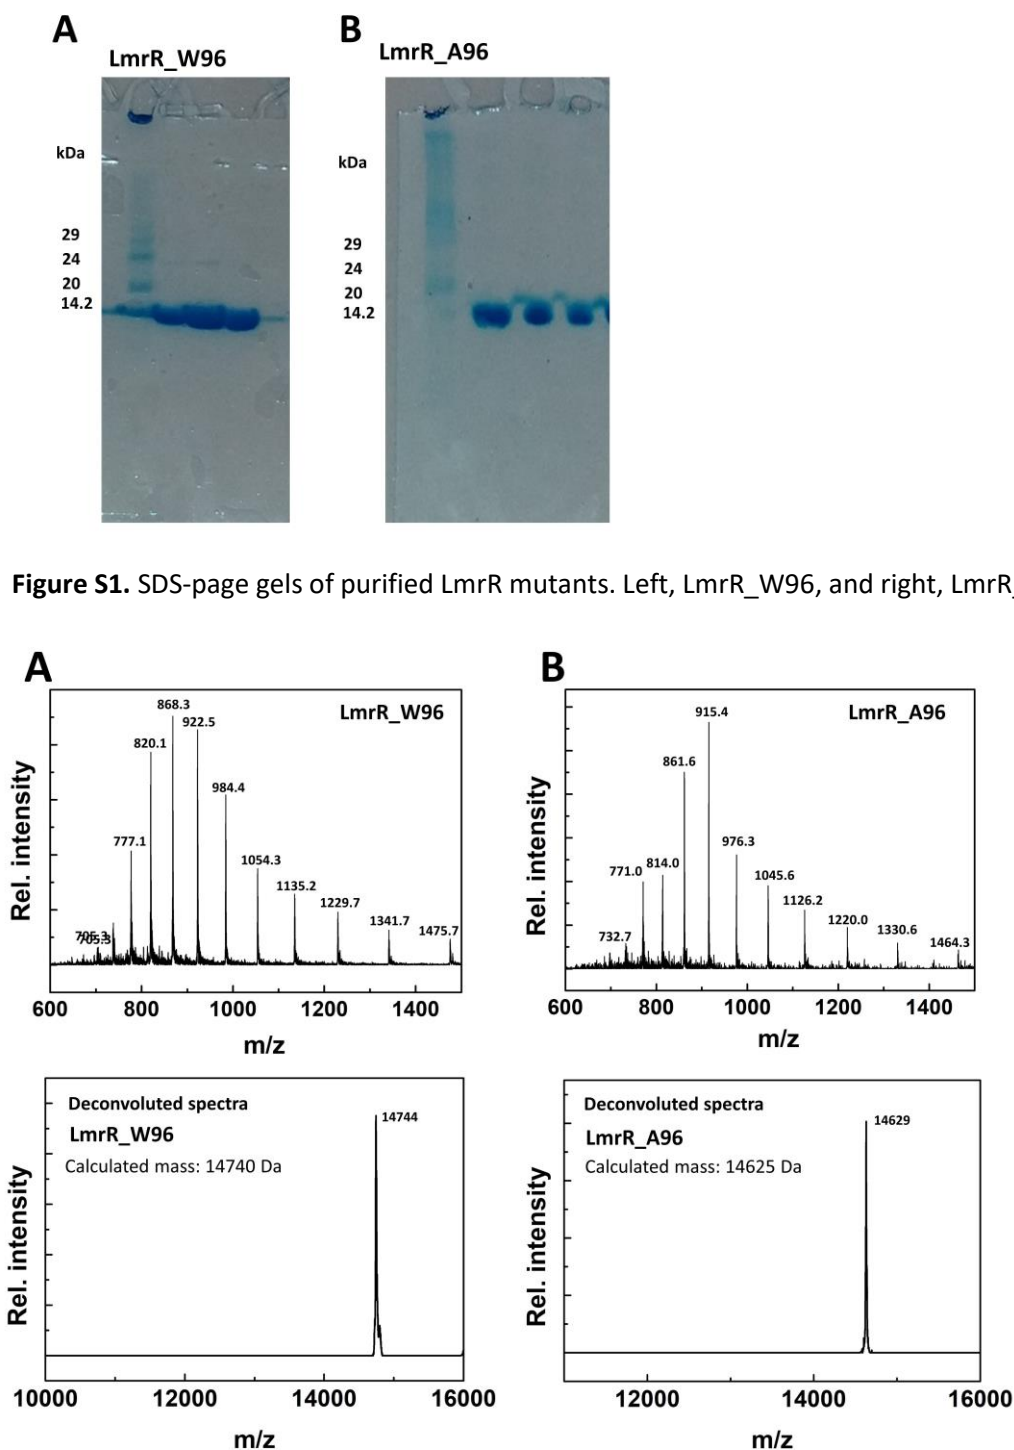 A
B
LmrR_W96
LmrR_A96
kDa
29
24
20
14.2
kDa
29
24
20
14.2
Figure S1. SDS-page gels of purified LmrR mutants. Left, LmrR_W96, and right, LmrR_
A
B
LmrR_W96
868.3
922.5
820.1
984.4
777.1
1054.3
1135.2
1229.7
1341.7
1475.7
705.3
705.3
Rel. intensity
600
800
1000
1200
1400
m/z
LmrR_A96
915.4
861.6
976.3
771.0
814.0
1045.6
1126.2
1220.0
1330.6
732.7
1464.3
Rel. intensity
600
800
1000
1200
1400
m/z
Deconvoluted spectra
LmrR_W96
Calculated mass: 14740 Da
14744
Rel. intensity
10000
12000
14000
16000
m/z
Deconvoluted spectra
LmrR_A96
Calculated mass: 14625 Da
14629
Rel. intensity
12000
14000
16000
m/z